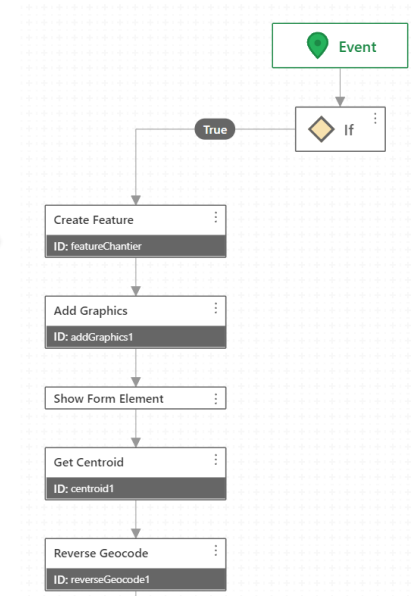 Event
If
True
Create Feature
ID: featureChantier
Add Graphics
ID: addGraphics1
Show Form Element
Get Centroid
ID: centroid1
Reverse Geocode
ID: reverseGeocode1